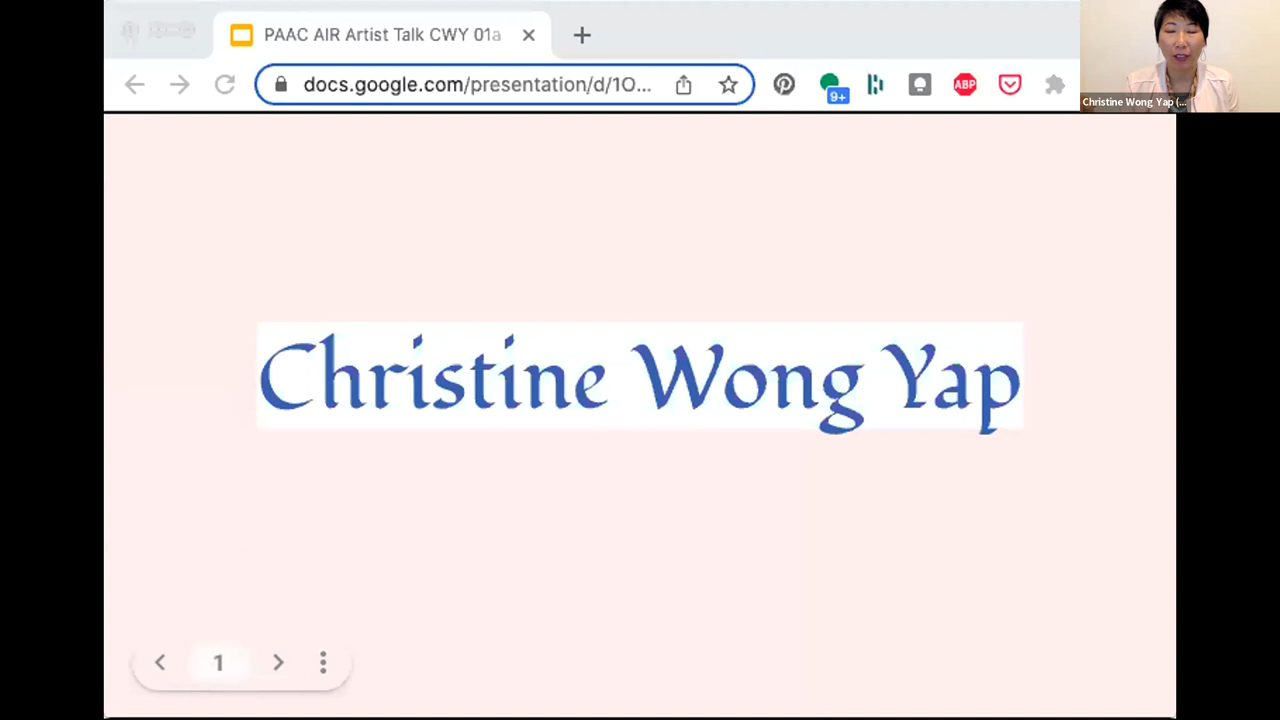 PAAC AIR Artist Talk CWY 01a
docs.google.com/presentation/d/1O...
9+
ABP
Christine Wong Yap (...
Christine Wong Yap
1